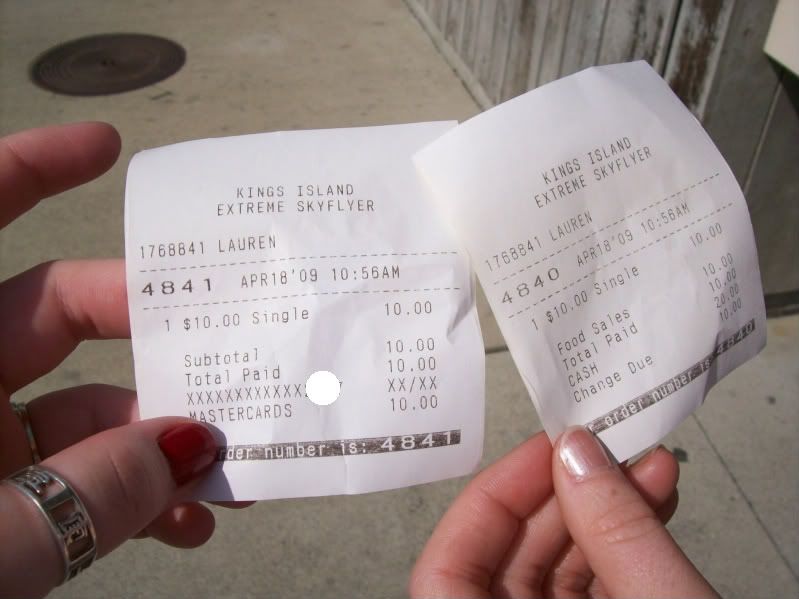 KINGS ISLAND
EXTREME SKYFLYER
1768841 LAUREN
4841 APR18'09 10:56AM
1 $10.00 Single 10.00
Subtotal 10.00
Total Paid 10.00
XXXXXXXXXXXXX XX/XX
MASTERCARDS 10.00
order number is: 4841
KINGS ISLAND
EXTREME SKYFLYER
1768841 LAUREN
4840 APR18'09 10:56AM
1 $10.00 Single 10.00
Food Sales 10.00
Total Paid 10.00
CASH 20.00
Change Due 10.00
order number is: 4840